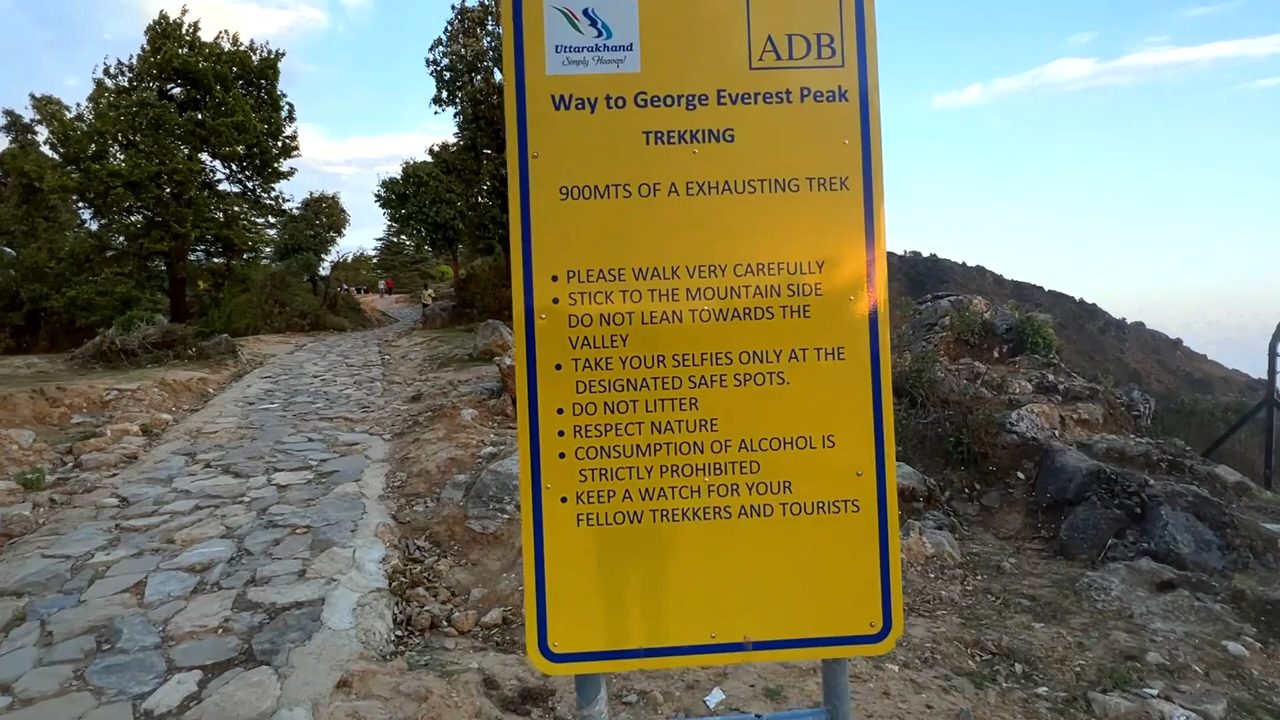 Uttarakhand
Simply Heaven!
ADB
Way to George Everest Peak
TREKKING
900MTS OF A EXHAUSTING TREK
• PLEASE WALK VERY CAREFULLY
• STICK TO THE MOUNTAIN SIDE
DO NOT LEAN TOWARDS THE
VALLEY
• TAKE YOUR SELFIES ONLY AT THE
DESIGNATED SAFE SPOTS.
• DO NOT LITTER
• RESPECT NATURE
• CONSUMPTION OF ALCOHOL IS
STRICTLY PROHIBITED
• KEEP A WATCH FOR YOUR
FELLOW TREKKERS AND TOURISTS